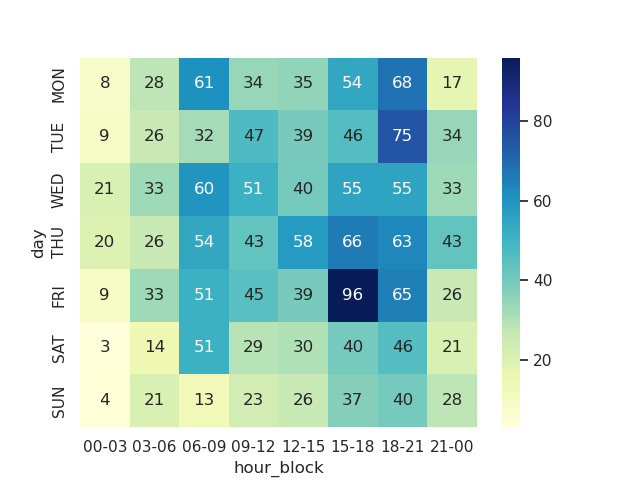 MON 8 28 61 34 35 54 68 17
TUE 9 26 32 47 39 46 75 34
WED 21 33 60 51 40 55 55 33
THU 20 26 54 43 58 66 63 43
FRI 9 33 51 45 39 96 65 26
SAT 3 14 51 29 30 40 46 21
SUN 4 21 13 23 26 37 40 28
day
00-03 03-06 06-09 09-12 12-15 15-18 18-21 21-00
hour_block
80
60
40
20